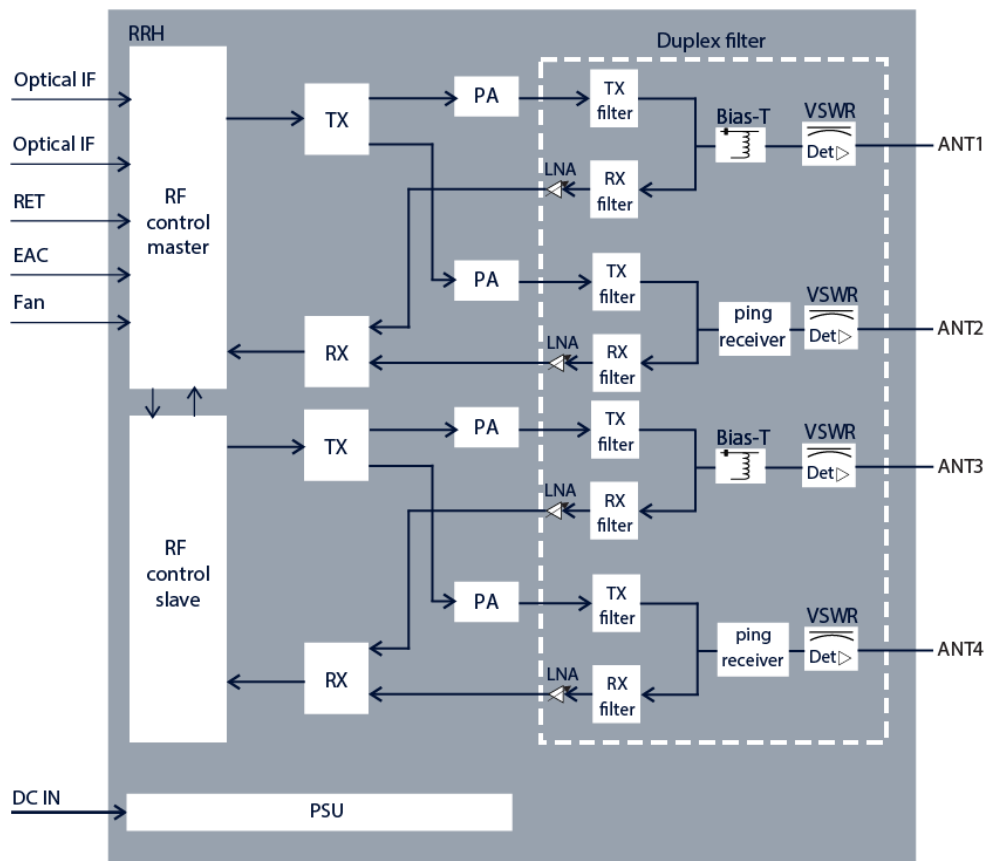 RRH
Duplex filter
Optical IF
Optical IF
RET
EAC
Fan
RF
control
master
TX
PA
TX
filter
Bias-T
VSWR
Det
ANT1
LNA
RX
filter
PA
TX
filter
ping
receiver
VSWR
Det
ANT2
RX
LNA
RX
filter
RF
control
slave
TX
PA
TX
filter
Bias-T
VSWR
Det
ANT3
LNA
RX
filter
PA
TX
filter
ping
receiver
VSWR
Det
ANT4
RX
LNA
RX
filter
DC IN
PSU